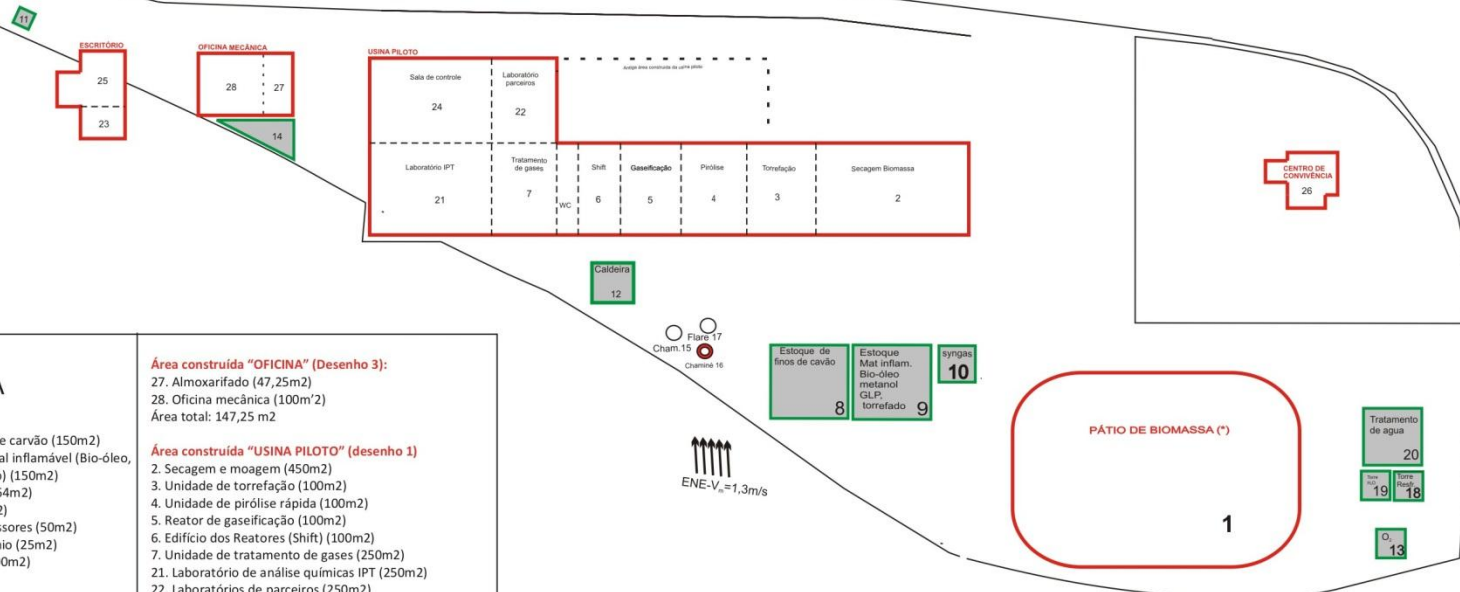 11
ESCRITÓRIO
25
23
OFICINA MECÂNICA
28
27
14
USINA PILOTO
Sala de controle
24
Laboratório
parceiros
22
Laboratório IPT
21
Tratamento
de gases
7
WC
Shift
6
Gaseificação
5
Pirólise
4
Torrefação
3
Secagem Biomassa
2
CENTRO DE
CONVIVÊNCIA
26
Caldeira
12
Flare 17
Cham.15
Chaminé 16
Estoque de
finos de cavão
8
Estoque
Mat inflam.
Bio-óleo
metanol
GLP,
torrefado
9
syngas
10
ENE-Vₘ=1,3m/s
PÁTIO DE BIOMASSA (*)
1
Tratamento
de agua
20
19
Torre
Resfr.
18
O₂
13
A
e carvão (150m2)
al inflamável (Bio-óleo,
) (150m2)
54m2)
2)
ssores (50m2)
io (25m2)
0m2)
Área construída “OFICINA” (Desenho 3):
27. Almoxarifado (47,25m2)
28. Oficina mecânica (100m’2)
Área total: 147,25 m2
Área construída “USINA PILOTO” (desenho 1)
2. Secagem e moagem (450m2)
3. Unidade de torrefação (100m2)
4. Unidade de pirólise rápida (100m2)
5. Reator de gaseificação (100m2)
6. Edifício dos Reatores (Shift) (100m2)
7. Unidade de tratamento de gases (250m2)
21. Laboratório de análise químicas IPT (250m2)
22. Laboratórios de parceiros (250m2)